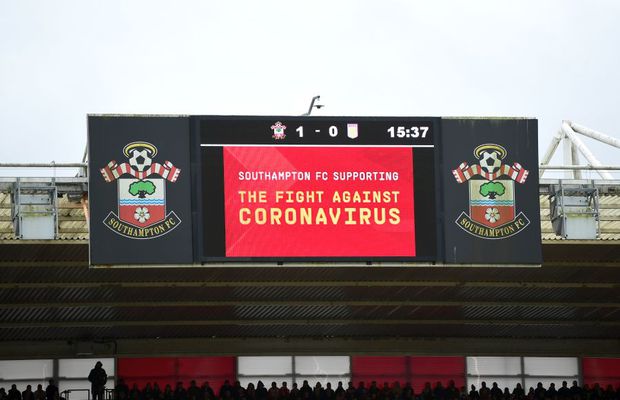 1 - 0
15:37
SOUTHAMPTON FC SUPPORTING
THE FIGHT AGAINST
CORONAVIRUS
SOUTHAMPTON FC
SOUTHAMPTON FC